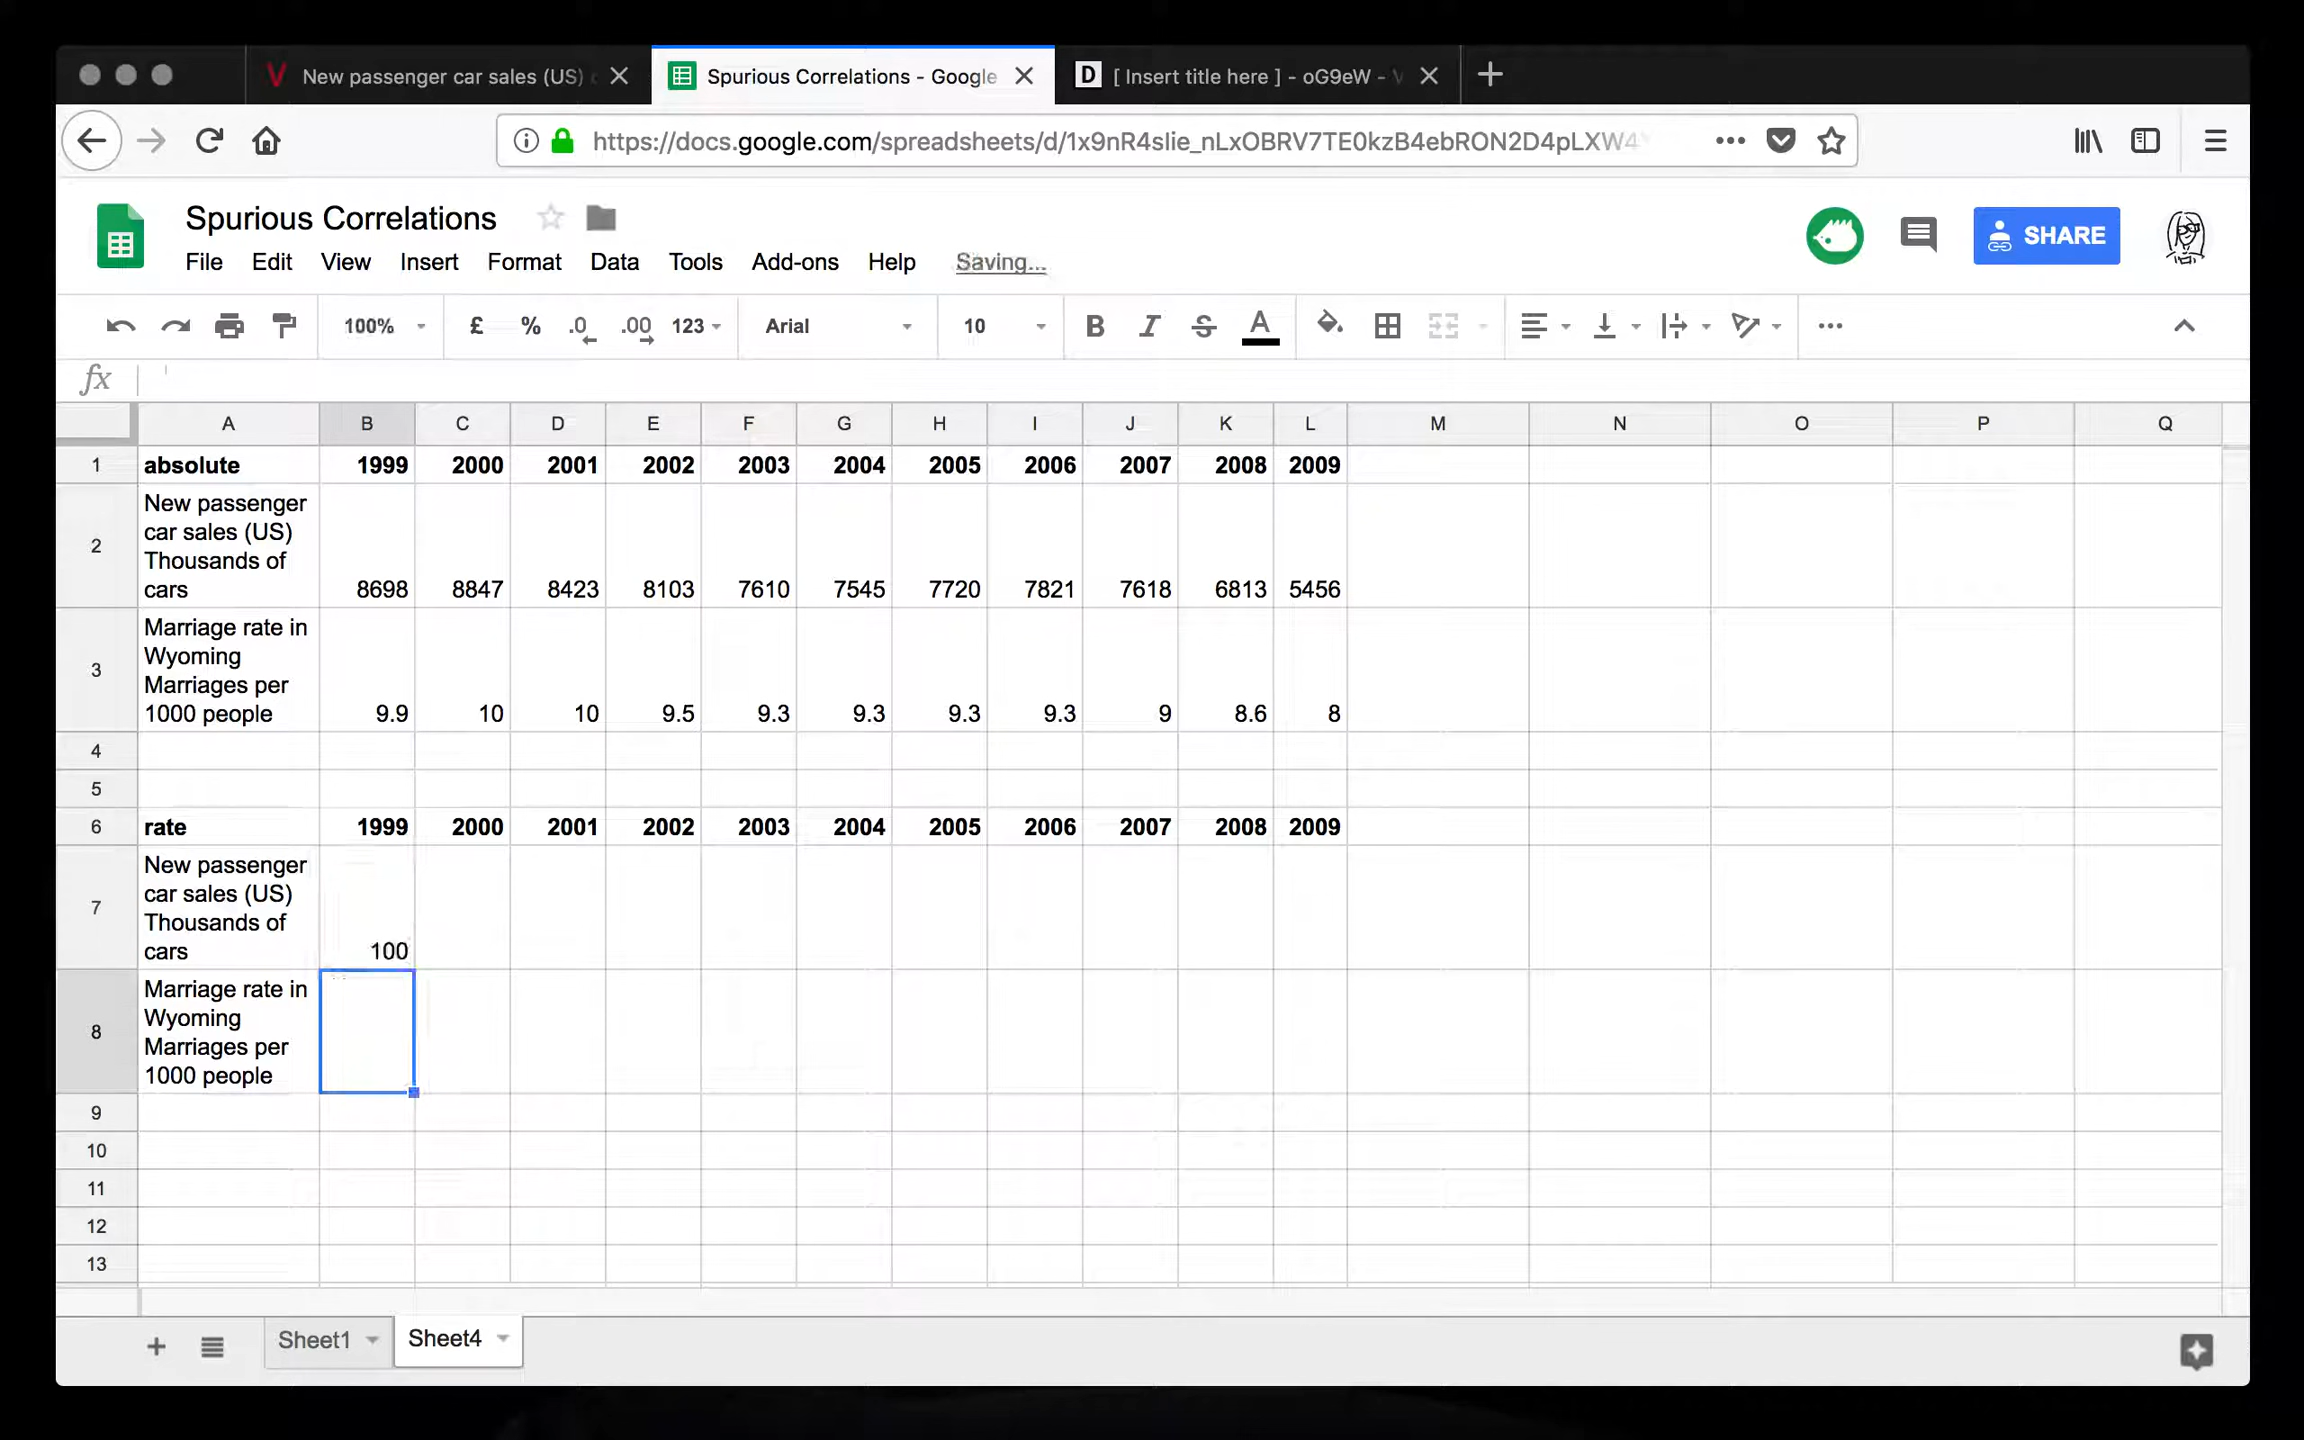 New passenger car sales (US)
Spurious Correlations - Google
[ Insert title here ] - oG9eW -
https://docs.google.com/spreadsheets/d/1x9nR4slie_nLxOBRV7TE0kzB4ebRON2D4pLXW4
Spurious Correlations
File Edit View Insert Format Data Tools Add-ons Help Saving...
SHARE
100% £ % .0 .00 123 Arial 10 B I S A
fx
A B C D E F G H I J K L M N O P Q
1 absolute 1999 2000 2001 2002 2003 2004 2005 2006 2007 2008 2009
New passenger
car sales (US)
Thousands of
2 cars 8698 8847 8423 8103 7610 7545 7720 7821 7618 6813 5456
Marriage rate in
Wyoming
Marriages per
3 1000 people 9.9 10 10 9.5 9.3 9.3 9.3 9.3 9 8.6 8
4
5
6 rate 1999 2000 2001 2002 2003 2004 2005 2006 2007 2008 2009
New passenger
car sales (US)
Thousands of
7 cars 100
Marriage rate in
Wyoming
Marriages per
8 1000 people
9
10
11
12
13
Sheet1 Sheet4